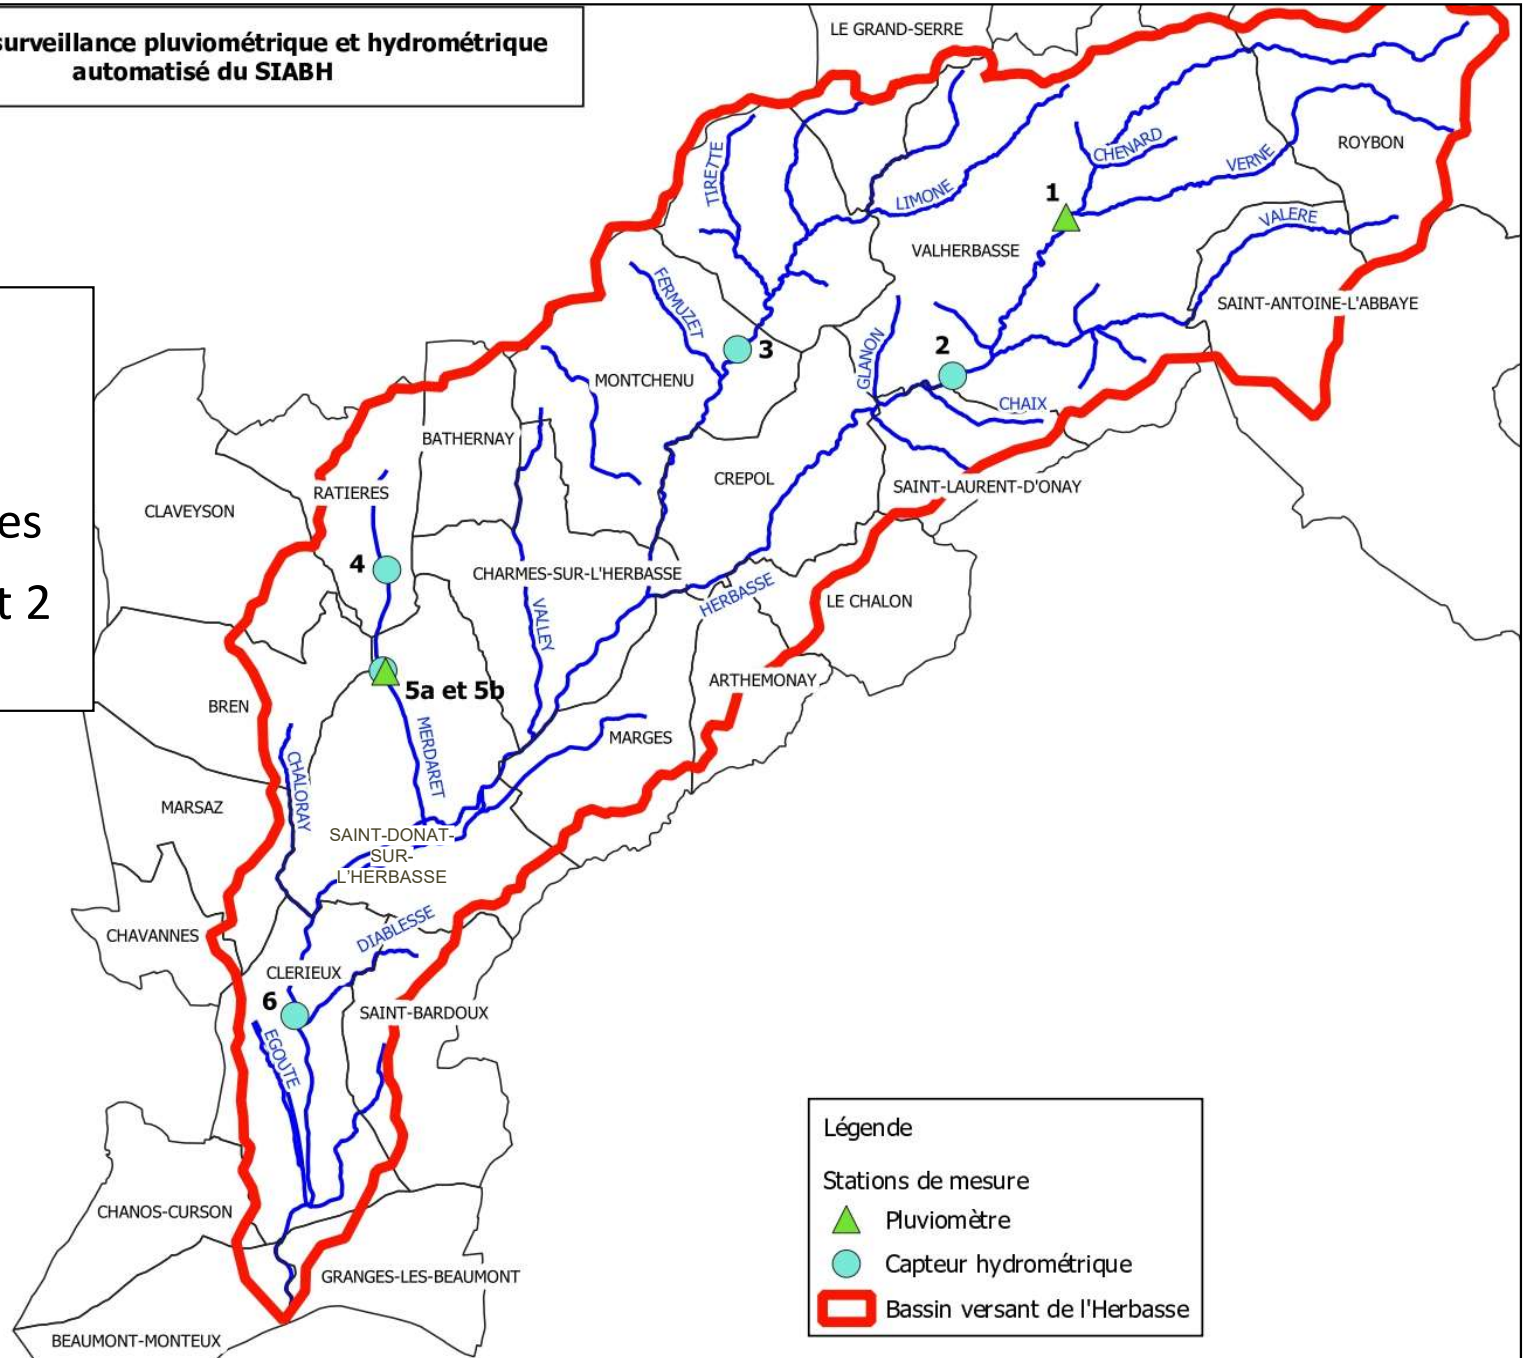 surveillance pluviométrique et hydrométrique
automatisé du SIABH
LE GRAND-SERRE
ROYBON
CHENARD
VERNE
TIRETTE
LIMONE
1
VALERE
VALHERBASSE
SAINT-ANTOINE-L'ABBAYE
FERMUZET
3
GLANON
2
MONTCHENU
CHAIX
BATHERNAY
CREPOL
SAINT-LAURENT-D'ONAY
RATIERES
CLAVEYSON
es
t 2
4
CHARMES-SUR-L'HERBASSE
HERBASSE
LE CHALON
VALLEY
ARTHEMONAY
5a et 5b
BREN
MERDARET
MARGES
CHALORAY
MARSAZ
SAINT-DONAT-
SUR-
L'HERBASSE
CHAVANNES
DIABLESSE
CLERIEUX
6
SAINT-BARDOUX
EGOUTE
CHANOS-CURSON
GRANGES-LES-BEAUMONT
BEAUMONT-MONTEUX
Légende
Stations de mesure
Pluviomètre
Capteur hydrométrique
Bassin versant de l'Herbasse